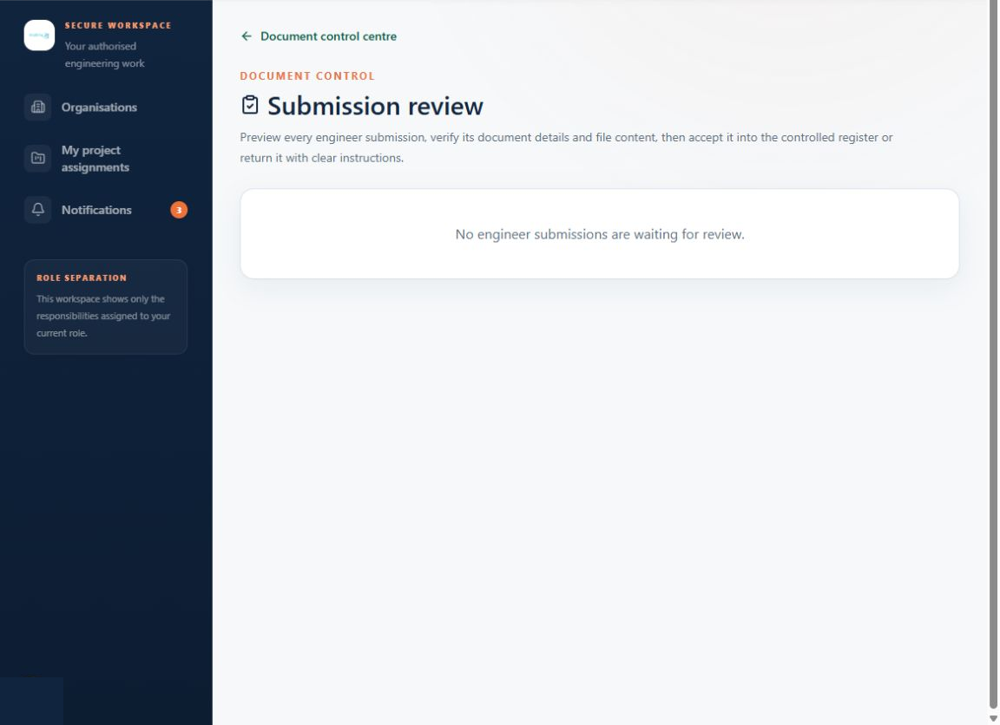 SECURE WORKSPACE
Your authorised
engineering work
Organisations
My project
assignments
Notifications
3
ROLE SEPARATION
This workspace shows only the
responsibilities assigned to your
current role.
Document control centre
DOCUMENT CONTROL
Submission review
Preview every engineer submission, verify its document details and file content, then accept it into the controlled register or
return it with clear instructions.
No engineer submissions are waiting for review.